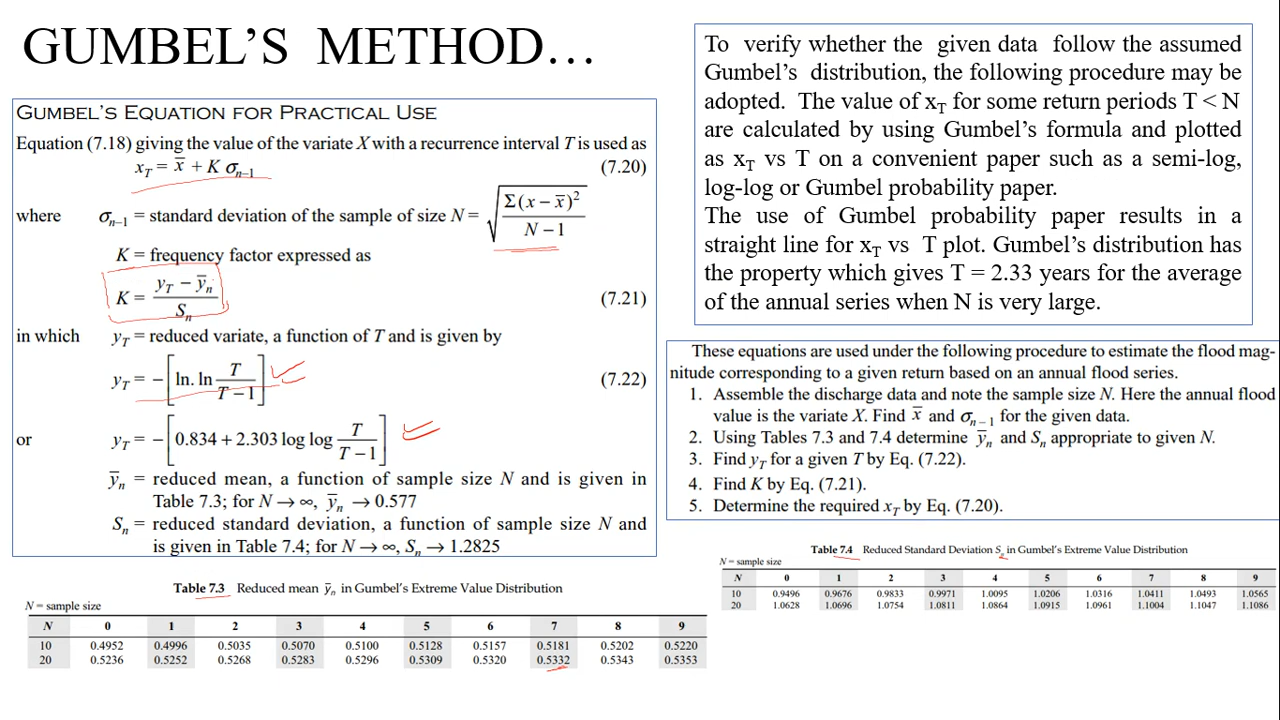 GUMBEL'S METHOD…
GUMBEL'S EQUATION FOR PRACTICAL USE
Equation (7.18) giving the value of the variate X with a recurrence interval T is used as
x_T = x̄ + K σ_{n–1} (7.20)
where σ_{n–1} = standard deviation of the sample of size N = √(Σ(x – x̄)² / (N – 1))
K = frequency factor expressed as
K = (y_T – ȳ_n) / S_n (7.21)
in which y_T = reduced variate, a function of T and is given by
y_T = –[ln. ln T/(T – 1)] (7.22)
or y_T = –[0.834 + 2.303 log log T/(T – 1)]
ȳ_n = reduced mean, a function of sample size N and is given in
Table 7.3; for N → ∞, ȳ_n → 0.577
S_n = reduced standard deviation, a function of sample size N and
is given in Table 7.4; for N → ∞, S_n → 1.2825
Table 7.3 Reduced mean ȳ_n in Gumbel's Extreme Value Distribution
N = sample size
N 0 1 2 3 4 5 6 7 8 9
10 0.4952 0.4996 0.5035 0.5070 0.5100 0.5128 0.5157 0.5181 0.5202 0.5220
20 0.5236 0.5252 0.5268 0.5283 0.5296 0.5309 0.5320 0.5332 0.5343 0.5353
To verify whether the given data follow the assumed
Gumbel's distribution, the following procedure may be
adopted. The value of x_T for some return periods T < N
are calculated by using Gumbel's formula and plotted
as x_T vs T on a convenient paper such as a semi-log,
log-log or Gumbel probability paper.
The use of Gumbel probability paper results in a
straight line for x_T vs T plot. Gumbel's distribution has
the property which gives T = 2.33 years for the average
of the annual series when N is very large.
These equations are used under the following procedure to estimate the flood mag-
nitude corresponding to a given return based on an annual flood series.
1. Assemble the discharge data and note the sample size N. Here the annual flood
value is the variate X. Find x̄ and σ_{n–1} for the given data.
2. Using Tables 7.3 and 7.4 determine ȳ_n and S_n appropriate to given N.
3. Find y_T for a given T by Eq. (7.22).
4. Find K by Eq. (7.21).
5. Determine the required x_T by Eq. (7.20).
Table 7.4 Reduced Standard Deviation S_n in Gumbel's Extreme Value Distribution
N = sample size
N 0 1 2 3 4 5 6 7 8 9
10 0.9496 0.9676 0.9833 0.9971 1.0095 1.0206 1.0316 1.0411 1.0493 1.0565
20 1.0628 1.0696 1.0754 1.0811 1.0864 1.0915 1.0961 1.1004 1.1047 1.1086